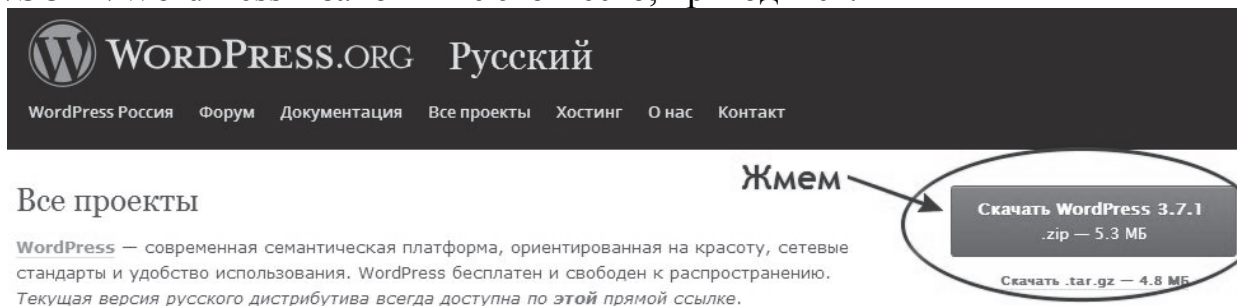 WORDPRESS.ORG Русский
WordPress Россия Форум Документация Все проекты Хостинг О нас Контакт
Жмем
Все проекты
Скачать WordPress 3.7.1
.zip — 5.3 МБ
WordPress — современная семантическая платформа, ориентированная на красоту, сетевые
стандарты и удобство использования. WordPress бесплатен и свободен к распространению.
Текущая версия русского дистрибутива всегда доступна по этой прямой ссылке.
Скачать .tar.gz — 4.8 МБ